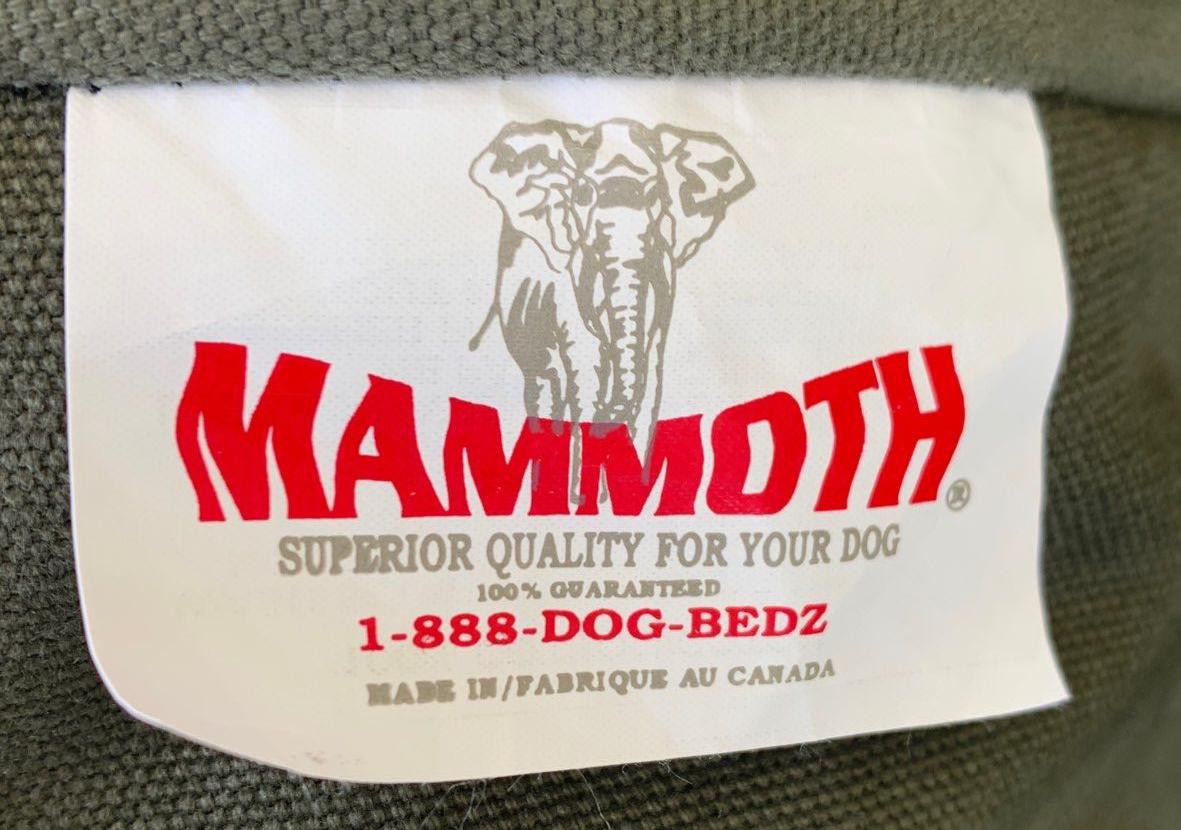 MAMMOTH®
SUPERIOR QUALITY FOR YOUR DOG
100% GUARANTEED
1-888-DOG-BEDZ
MADE IN/FABRIQUE AU CANADA